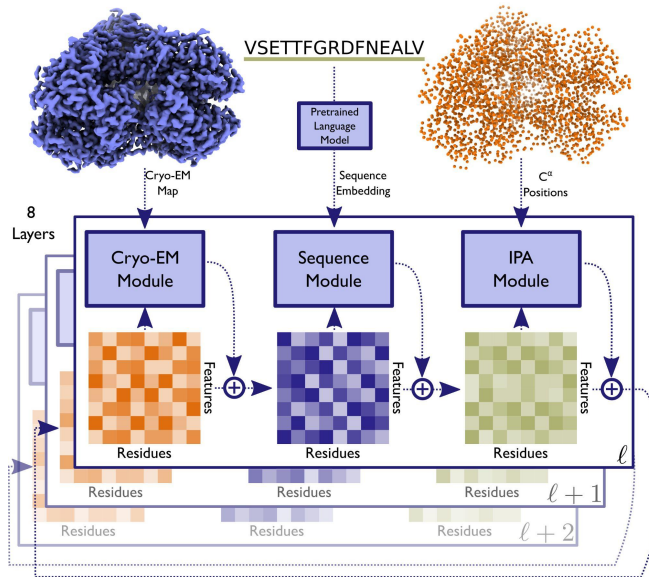 VSETTFGRDFNEALV
Pretrained
Language
Model
Cryo-EM
Map
Sequence
Embedding
C^α
Positions
8
Layers
Cryo-EM
Module
Sequence
Module
IPA
Module
Features
Features
Features
Residues
Residues
Residues
ℓ
Residues
Residues
Residues
ℓ + 1
Residues
Residues
Residues
ℓ + 2